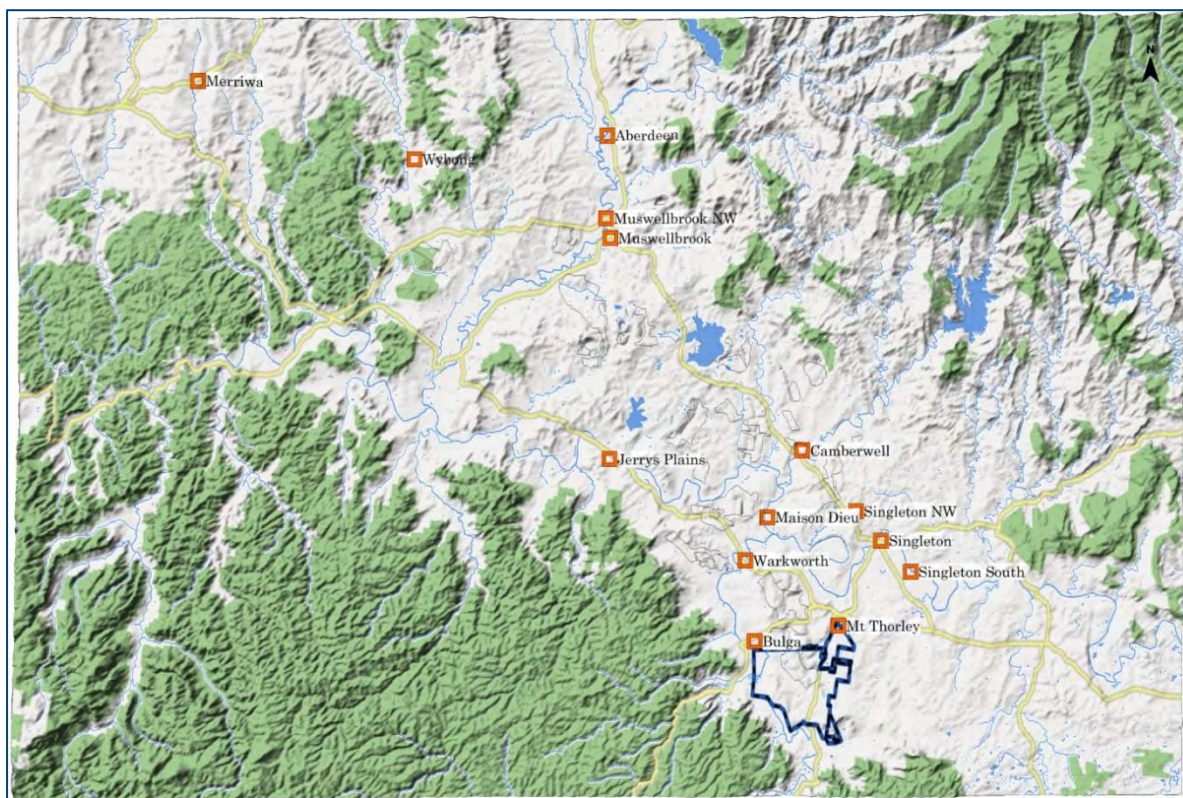 N
Merriwa
Aberdeen
Wybong
Muswellbrook NW
Muswellbrook
Camberwell
Jerrys Plains
Singleton NW
Maison Dieu
Singleton
Warkworth
Singleton South
Mt Thorley
Bulga